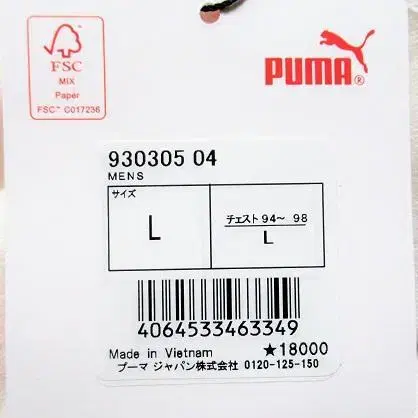 FSC
MIX
Paper
FSC™ C017236
PUMA®
930305 04
MENS
サイズ
L
チェスト 94～ 98
L
4064533463349
Made in Vietnam
★18000
プーマ ジャパン株式会社 0120-125-150